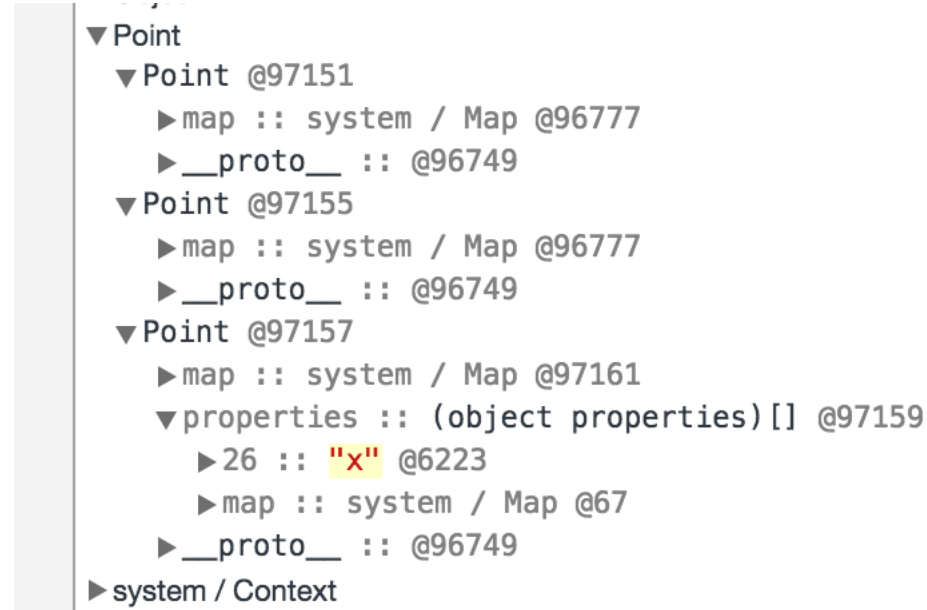 ▼Point
▼Point @97151
▶map :: system / Map @96777
▶__proto__ :: @96749
▼Point @97155
▶map :: system / Map @96777
▶__proto__ :: @96749
▼Point @97157
▶map :: system / Map @97161
▼properties :: (object properties)[] @97159
▶26 :: "x" @6223
▶map :: system / Map @67
▶__proto__ :: @96749
▶system / Context